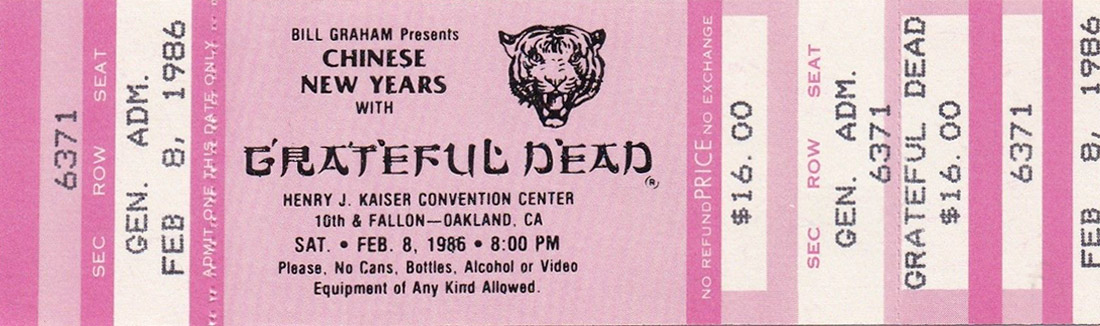 6371
SEC ROW SEAT
GEN. ADM.
FEB 8, 1986
ADMIT ONE THIS DATE ONLY
BILL GRAHAM Presents
CHINESE
NEW YEARS
WITH
GRATEFUL DEAD®
HENRY J. KAISER CONVENTION CENTER
10th & FALLON—OAKLAND, CA
SAT. • FEB. 8, 1986 • 8:00 PM
Please, No Cans, Bottles, Alcohol or Video
Equipment of Any Kind Allowed.
NO REFUND PRICE NO EXCHANGE
$16.00
SEC ROW SEAT
GEN. ADM.
6371
GRATEFUL DEAD
$16.00
6371
FEB 8, 1986